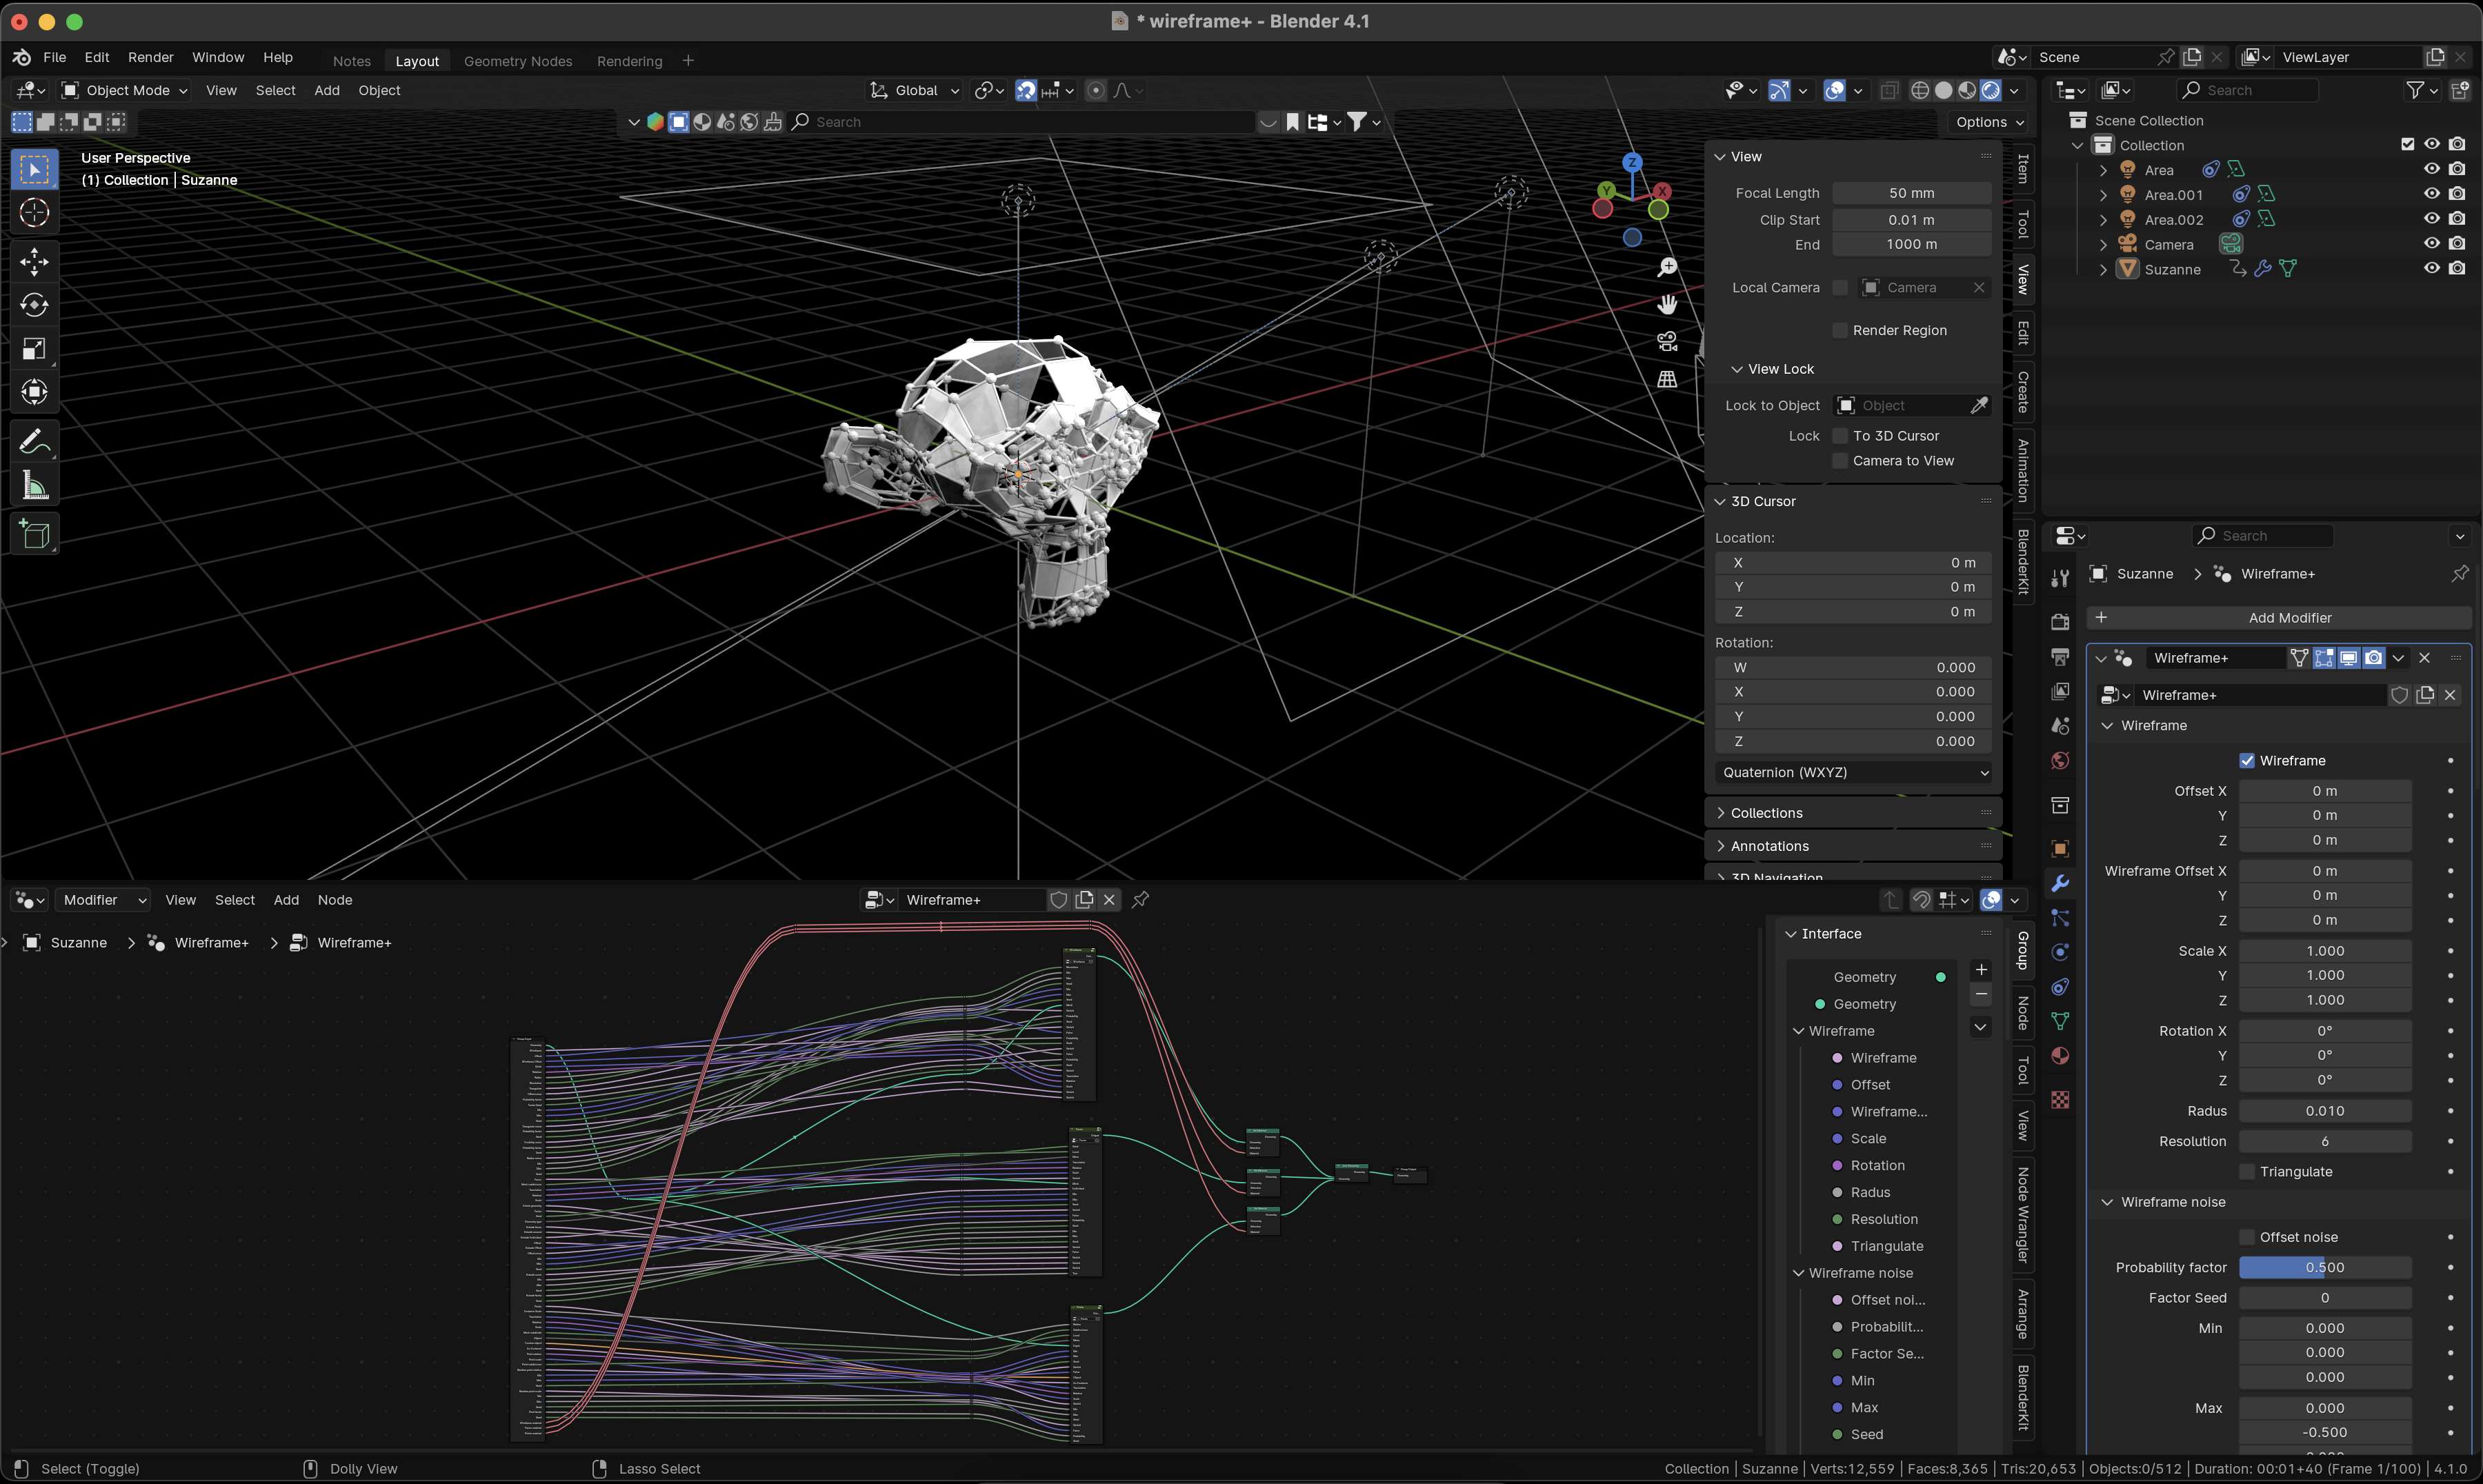 * wireframe+ - Blender 4.1
File Edit Render Window Help
Notes Layout Geometry Nodes Rendering +
Scene
ViewLayer
Object Mode View Select Add Object
Global
Search
Options
User Perspective
(1) Collection | Suzanne
Z
Y
X
View
Focal Length 50 mm
Clip Start 0.01 m
End 1000 m
Local Camera Camera
Render Region
View Lock
Lock to Object Object
Lock To 3D Cursor
Camera to View
3D Cursor
Location:
X 0 m
Y 0 m
Z 0 m
Rotation:
W 0.000
X 0.000
Y 0.000
Z 0.000
Quaternion (WXYZ)
Collections
Annotations
3D Navigation
Item
Tool
View
Edit
Create
Animation
BlenderKit
Search
Scene Collection
Collection
Area
Area.001
Area.002
Camera
Suzanne
Search
Suzanne > Wireframe+
+ Add Modifier
Wireframe+
Wireframe+
Wireframe
Wireframe
Offset X 0 m
Y 0 m
Z 0 m
Wireframe Offset X 0 m
Y 0 m
Z 0 m
Scale X 1.000
Y 1.000
Z 1.000
Rotation X 0°
Y 0°
Z 0°
Radius 0.010
Resolution 6
Triangulate
Wireframe noise
Offset noise
Probability factor 0.500
Factor Seed 0
Min 0.000
0.000
0.000
Max 0.000
-0.500
Modifier View Select Add Node
Wireframe+
Suzanne > Wireframe+ > Wireframe+
Interface
Geometry
Geometry
Wireframe
Wireframe
Offset
Wireframe...
Scale
Rotation
Radius
Resolution
Triangulate
Wireframe noise
Offset noi...
Probabilit...
Factor Se...
Min
Max
Seed
Group
Node
Tool
View
Node Wrangler
Arrange
BlenderKit
Select (Toggle)
Dolly View
Lasso Select
Collection | Suzanne | Verts:12,559 | Faces:8,365 | Tris:20,653 | Objects:0/512 | Duration: 00:01+40 (Frame 1/100) | 4.1.0